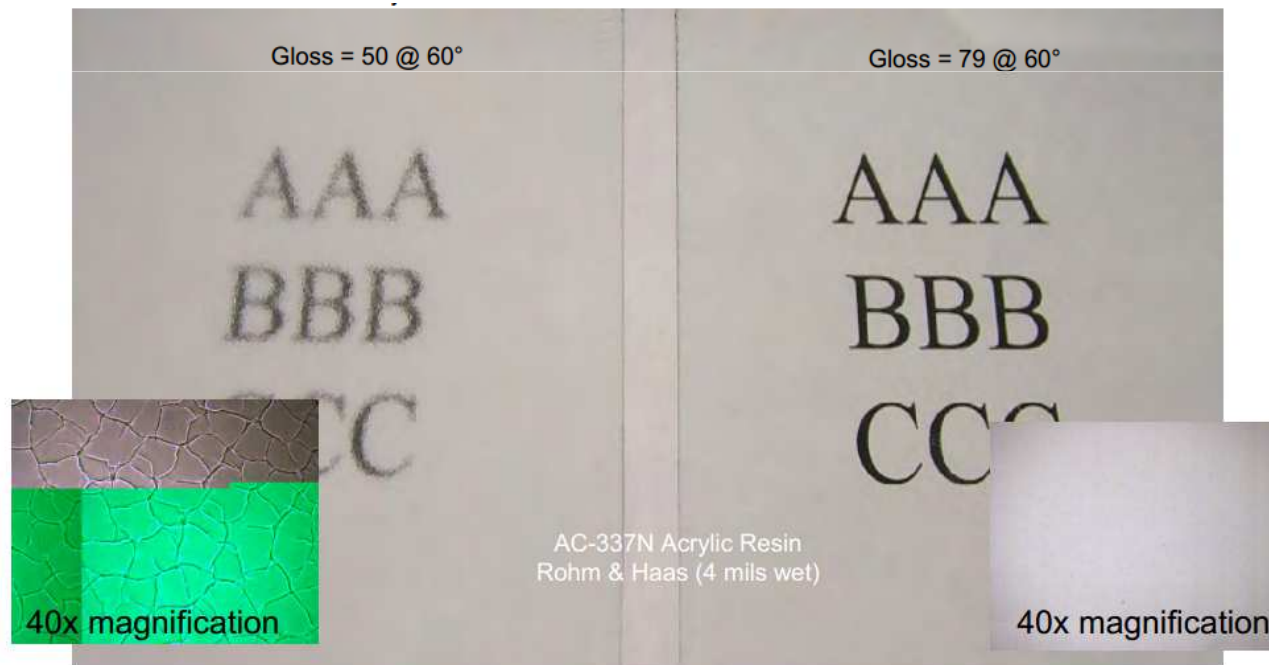 Gloss = 50 @ 60°
Gloss = 79 @ 60°
AAA
BBB
CC
AAA
BBB
CCC
AC-337N Acrylic Resin
Rohm & Haas (4 mils wet)
40x magnification
40x magnification